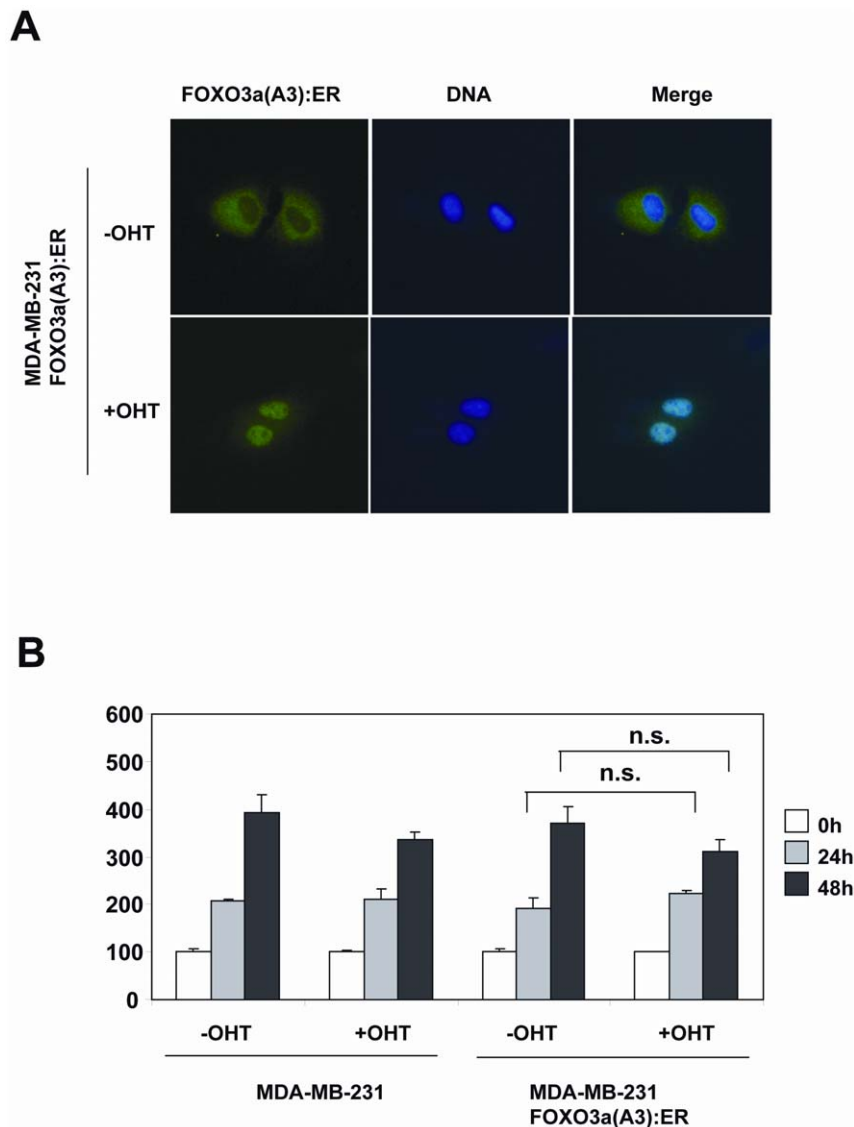 A
FOXO3a(A3):ER DNA Merge
MDA-MB-231
FOXO3a(A3):ER
-OHT
+OHT
B
600
500
400
300
200
100
0
n.s.
n.s.
0h
24h
48h
-OHT +OHT -OHT +OHT
MDA-MB-231 MDA-MB-231
FOXO3a(A3):ER